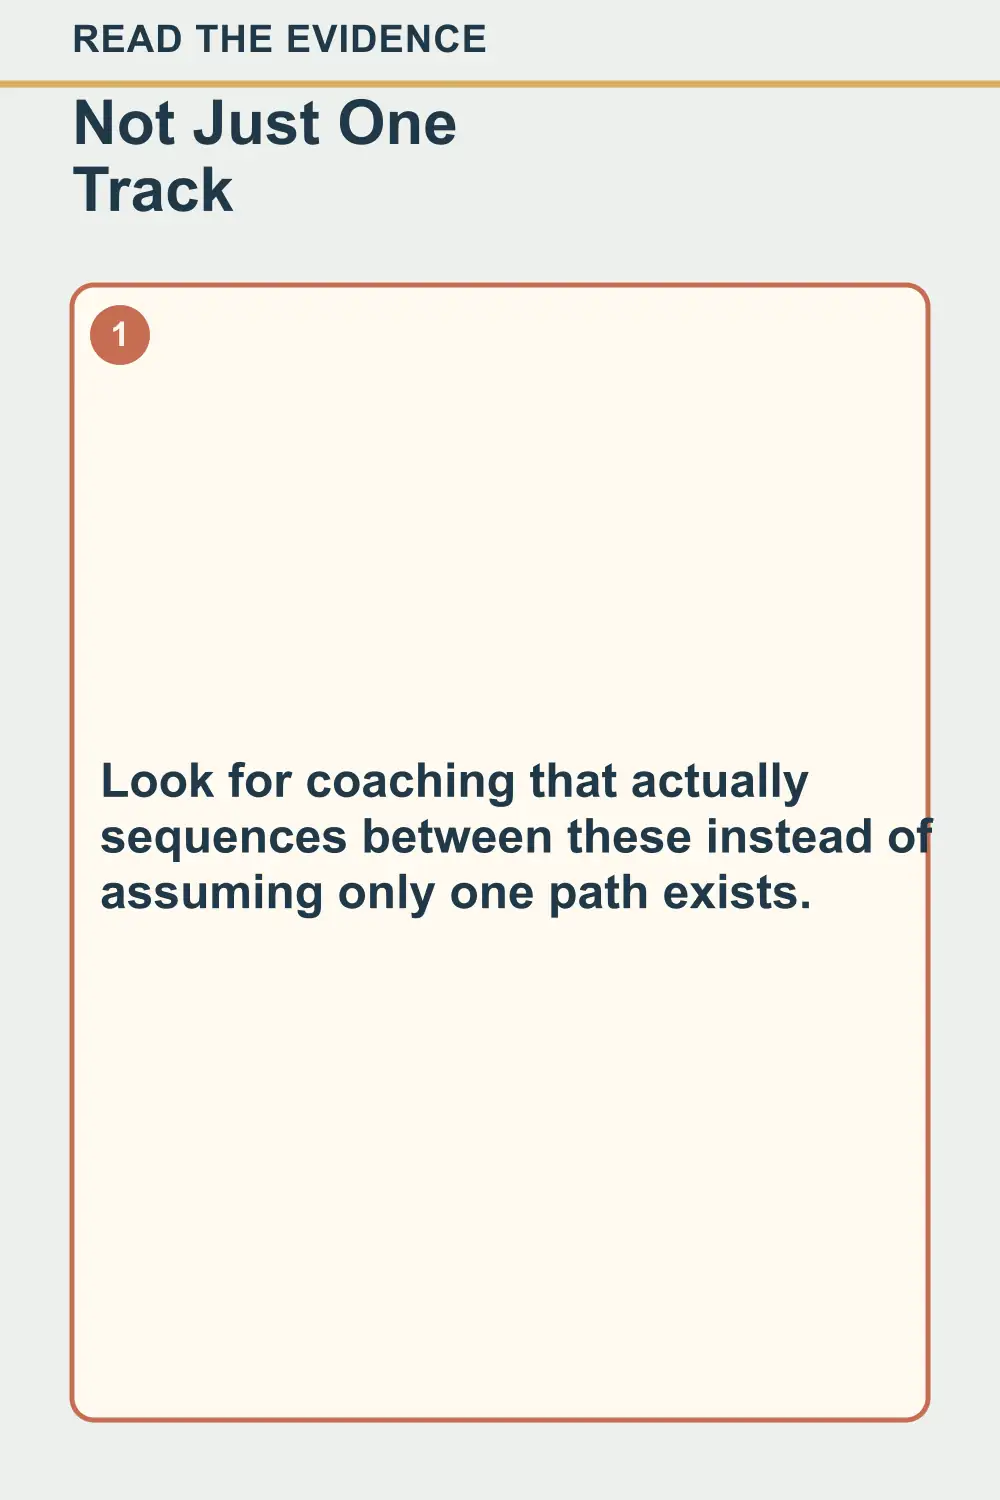 READ THE EVIDENCE
Not Just One
Track
1
Look for coaching that actually
sequences between these instead of
assuming only one path exists.